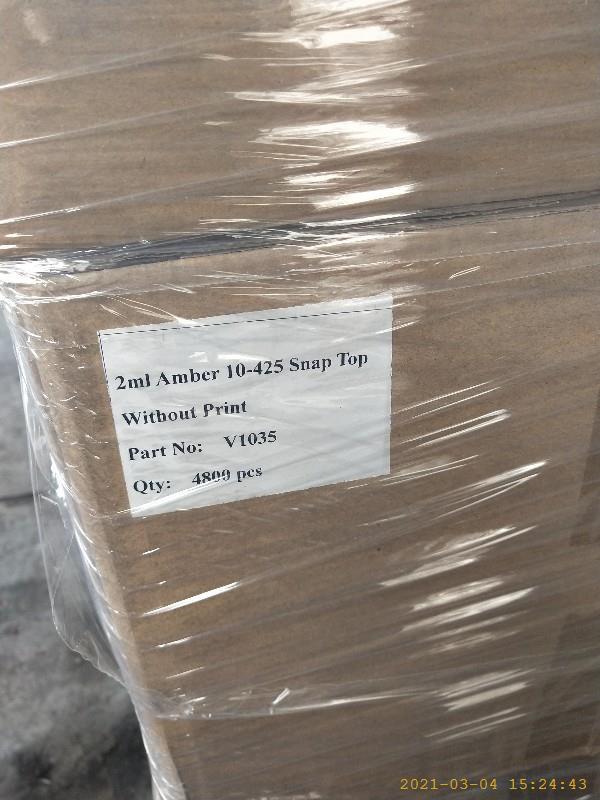 2ml Amber 10-425 Snap Top
Without Print
Part No: V1035
Qty: 4800 pcs
2021-03-04 15:24:43